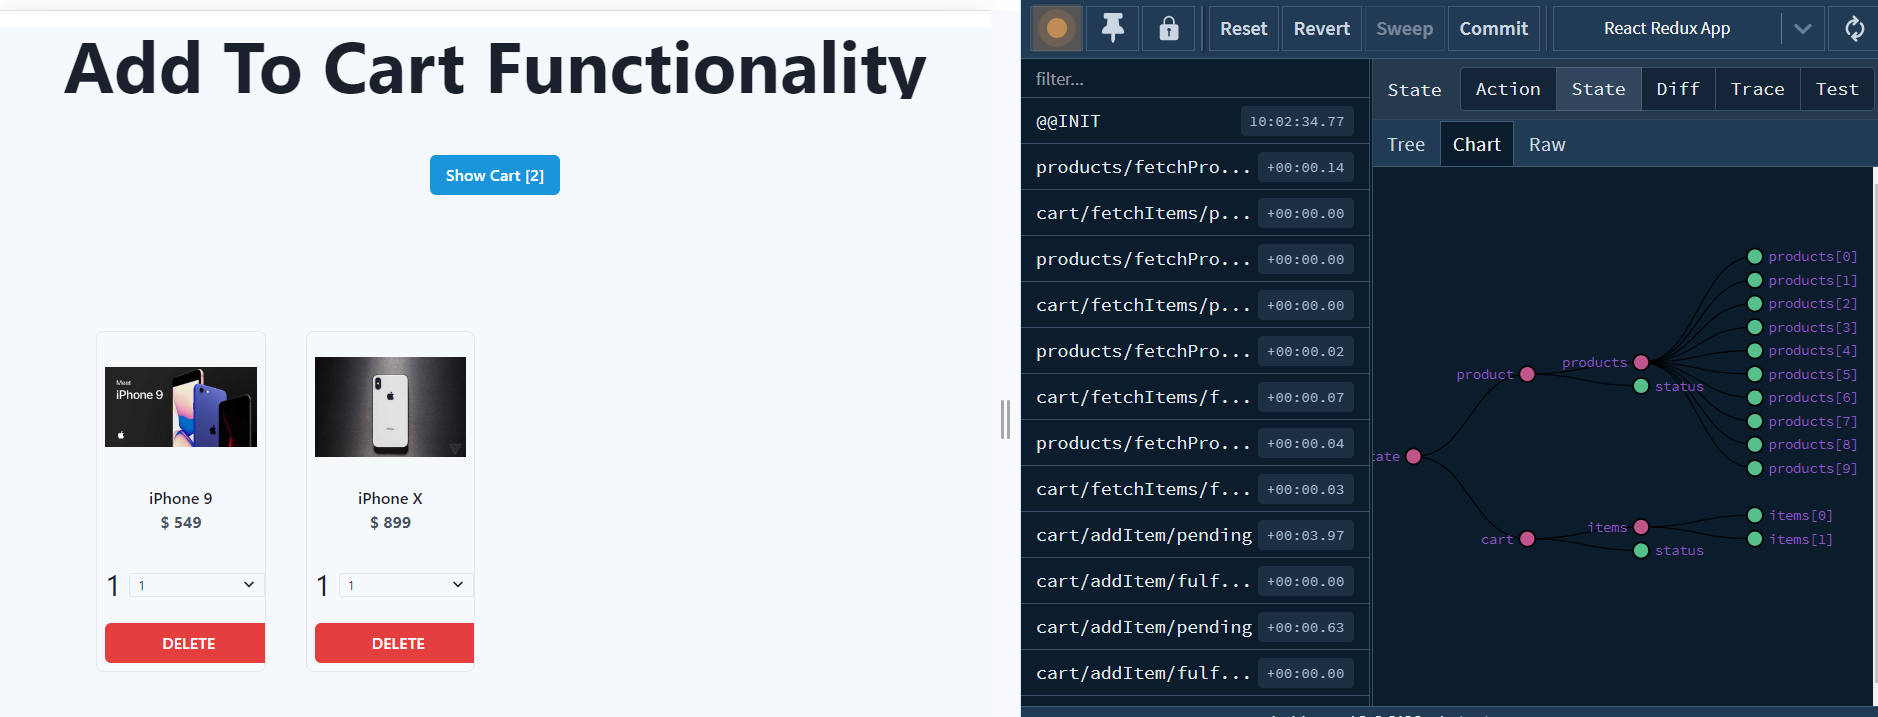 Add To Cart Functionality
Show Cart [2]
Meet
iPhone 9
iPhone 9
$ 549
1 1
DELETE
iPhone X
$ 899
1 1
DELETE
Reset Revert Sweep Commit React Redux App
filter...
@@INIT 10:02:34.77
products/fetchPro... +00:00.14
cart/fetchItems/p... +00:00.00
products/fetchPro... +00:00.00
cart/fetchItems/p... +00:00.00
products/fetchPro... +00:00.02
cart/fetchItems/f... +00:00.07
products/fetchPro... +00:00.04
cart/fetchItems/f... +00:00.03
cart/addItem/pending +00:03.97
cart/addItem/fulf... +00:00.00
cart/addItem/pending +00:00.63
cart/addItem/fulf... +00:00.00
State Action State Diff Trace Test
Tree Chart Raw
products[0]
products[1]
products[2]
products[3]
products[4]
products[5]
products[6]
products[7]
products[8]
products[9]
products
product
status
tate
items[0]
items
items[1]
cart
status